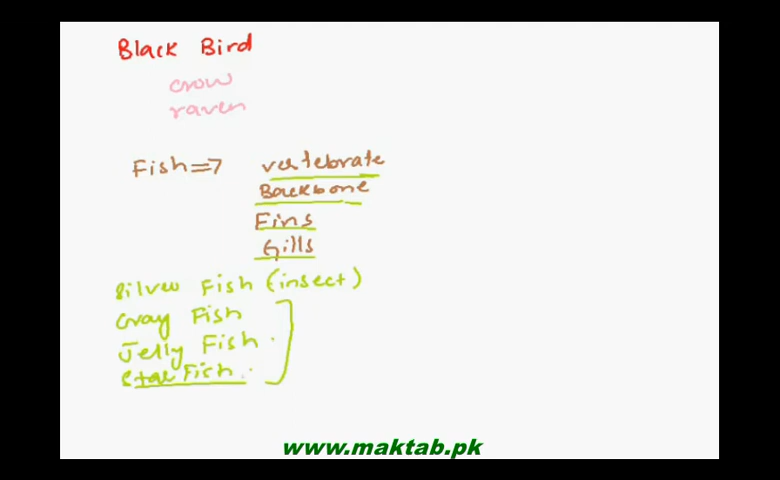 Black Bird
crow
raven
Fish => vertebrate
Backbone
Fins
Gills
Silver Fish (insect)
Cray Fish
Jelly Fish.
Star Fish.
www.maktab.pk